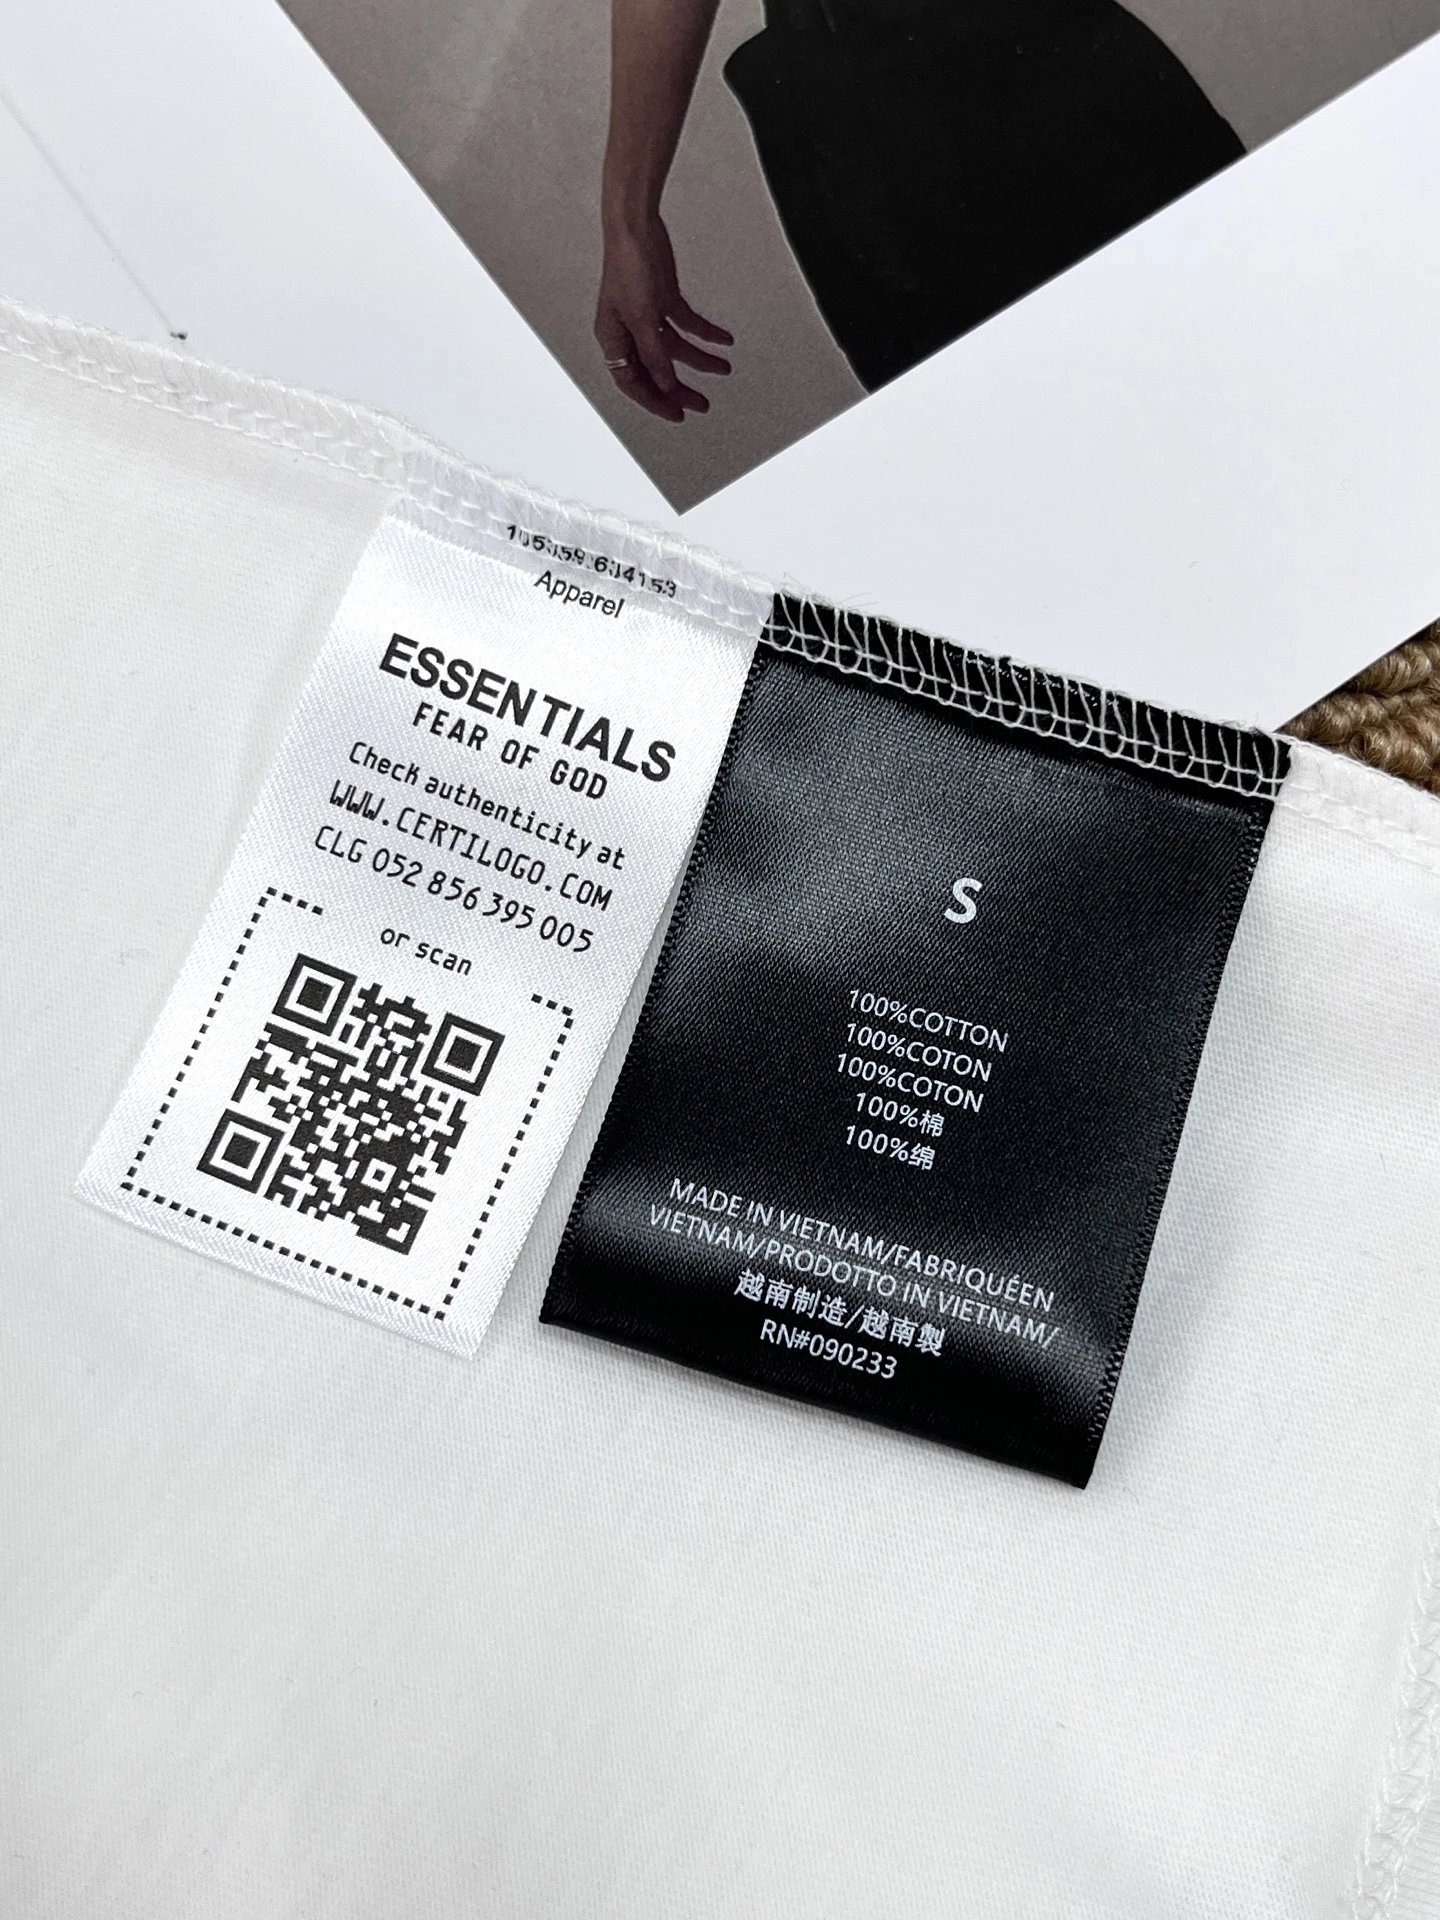 Apparel
ESSENTIALS
FEAR OF GOD
Check authenticity at
WWW.CERTILOGO.COM
CLG 052 856 395 005
or scan
S
100%COTTON
100%COTON
100%COTON
100%棉
100%绵
MADE IN VIETNAM/FABRIQUÉEN
VIETNAM/PRODOTTO IN VIETNAM/
越南制造/越南製
RN#090233